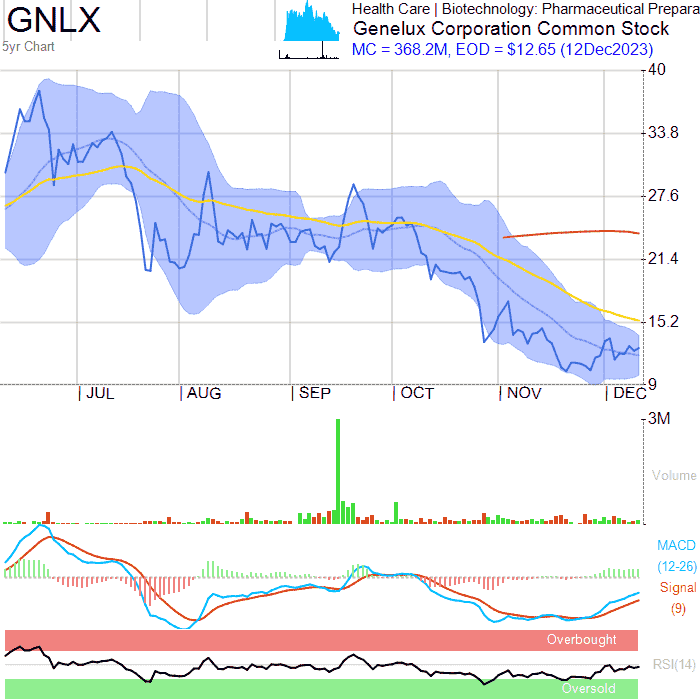 GNLX
5yr Chart
Health Care | Biotechnology: Pharmaceutical Prepara
Genelux Corporation Common Stock
MC = 368.2M, EOD = $12.65 (12Dec2023)
40
33.8
27.6
21.4
15.2
9
JUL
AUG
SEP
OCT
NOV
DEC
3M
Volume
MACD
(12-26)
Signal
(9)
Overbought
RSI(14)
Oversold